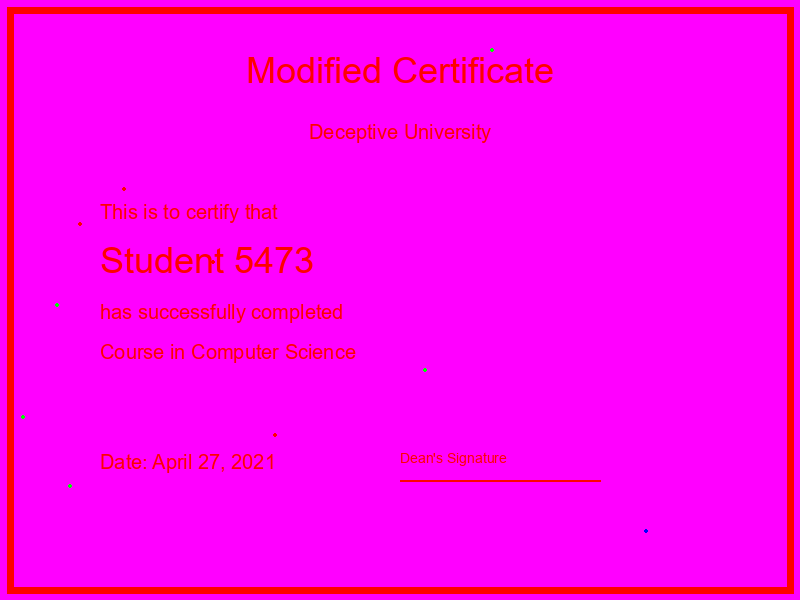 Modified Certificate
Deceptive University
This is to certify that
Student 5473
has successfully completed
Course in Computer Science
Date: April 27, 2021
Dean's Signature